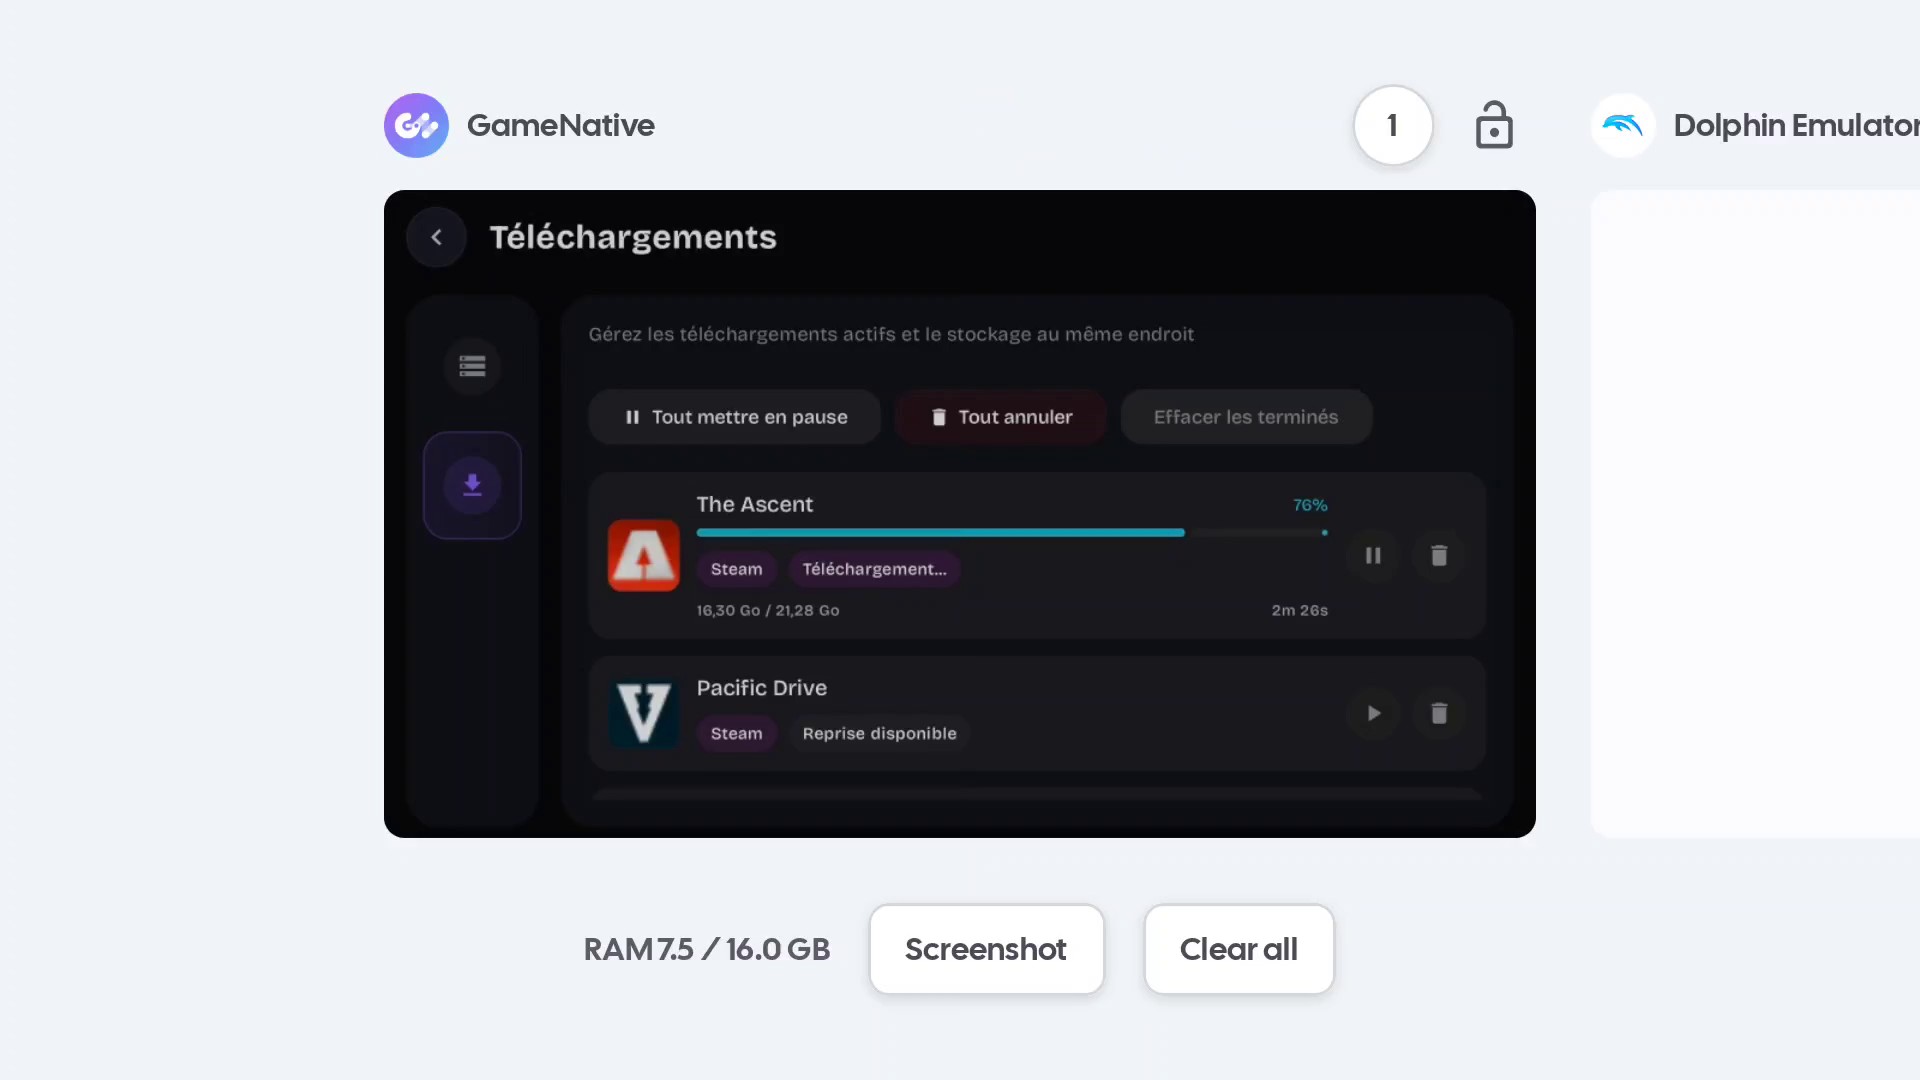 GameNative
1
Dolphin Emulator
Téléchargements
Gérez les téléchargements actifs et le stockage au même endroit
Tout mettre en pause
Tout annuler
Effacer les terminés
The Ascent
76%
Steam
Téléchargement...
16,30 Go / 21,28 Go
2m 26s
Pacific Drive
Steam
Reprise disponible
RAM 7.5 / 16.0 GB
Screenshot
Clear all